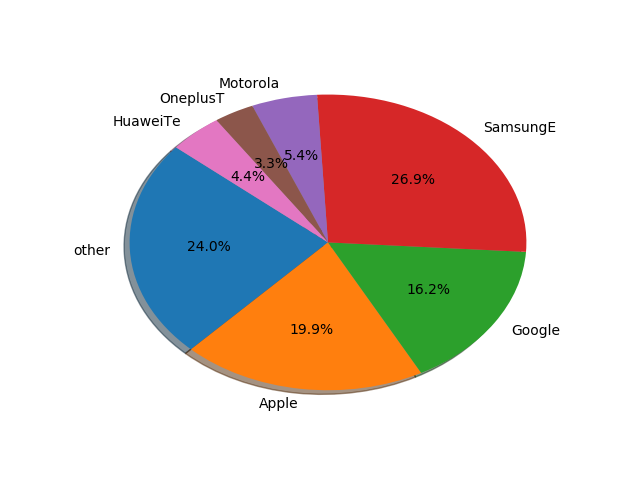 Motorola
OneplusT
HuaweiTe
SamsungE
5.4%
3.3%
4.4%
26.9%
other
24.0%
16.2%
19.9%
Google
Apple